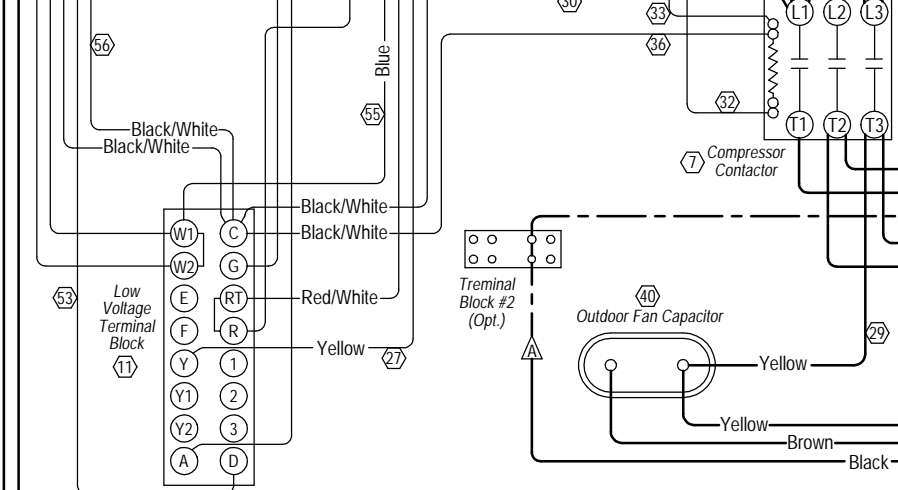 30
33
L1 L2 L3
56
36
Blue
32
55
T1 T2 T3
Black/White
Black/White
7
Compressor
Contactor
Black/White
W1 C
Black/White
W2 G
53
Low
Voltage
Terminal
Block
11
E RT
Red/White
Treminal
Block #2
(Opt.)
40
Outdoor Fan Capacitor
F R
29
Yellow
27
A
Y 1
Yellow
Y1 2
Y2 3
Yellow
Brown
A D
Black